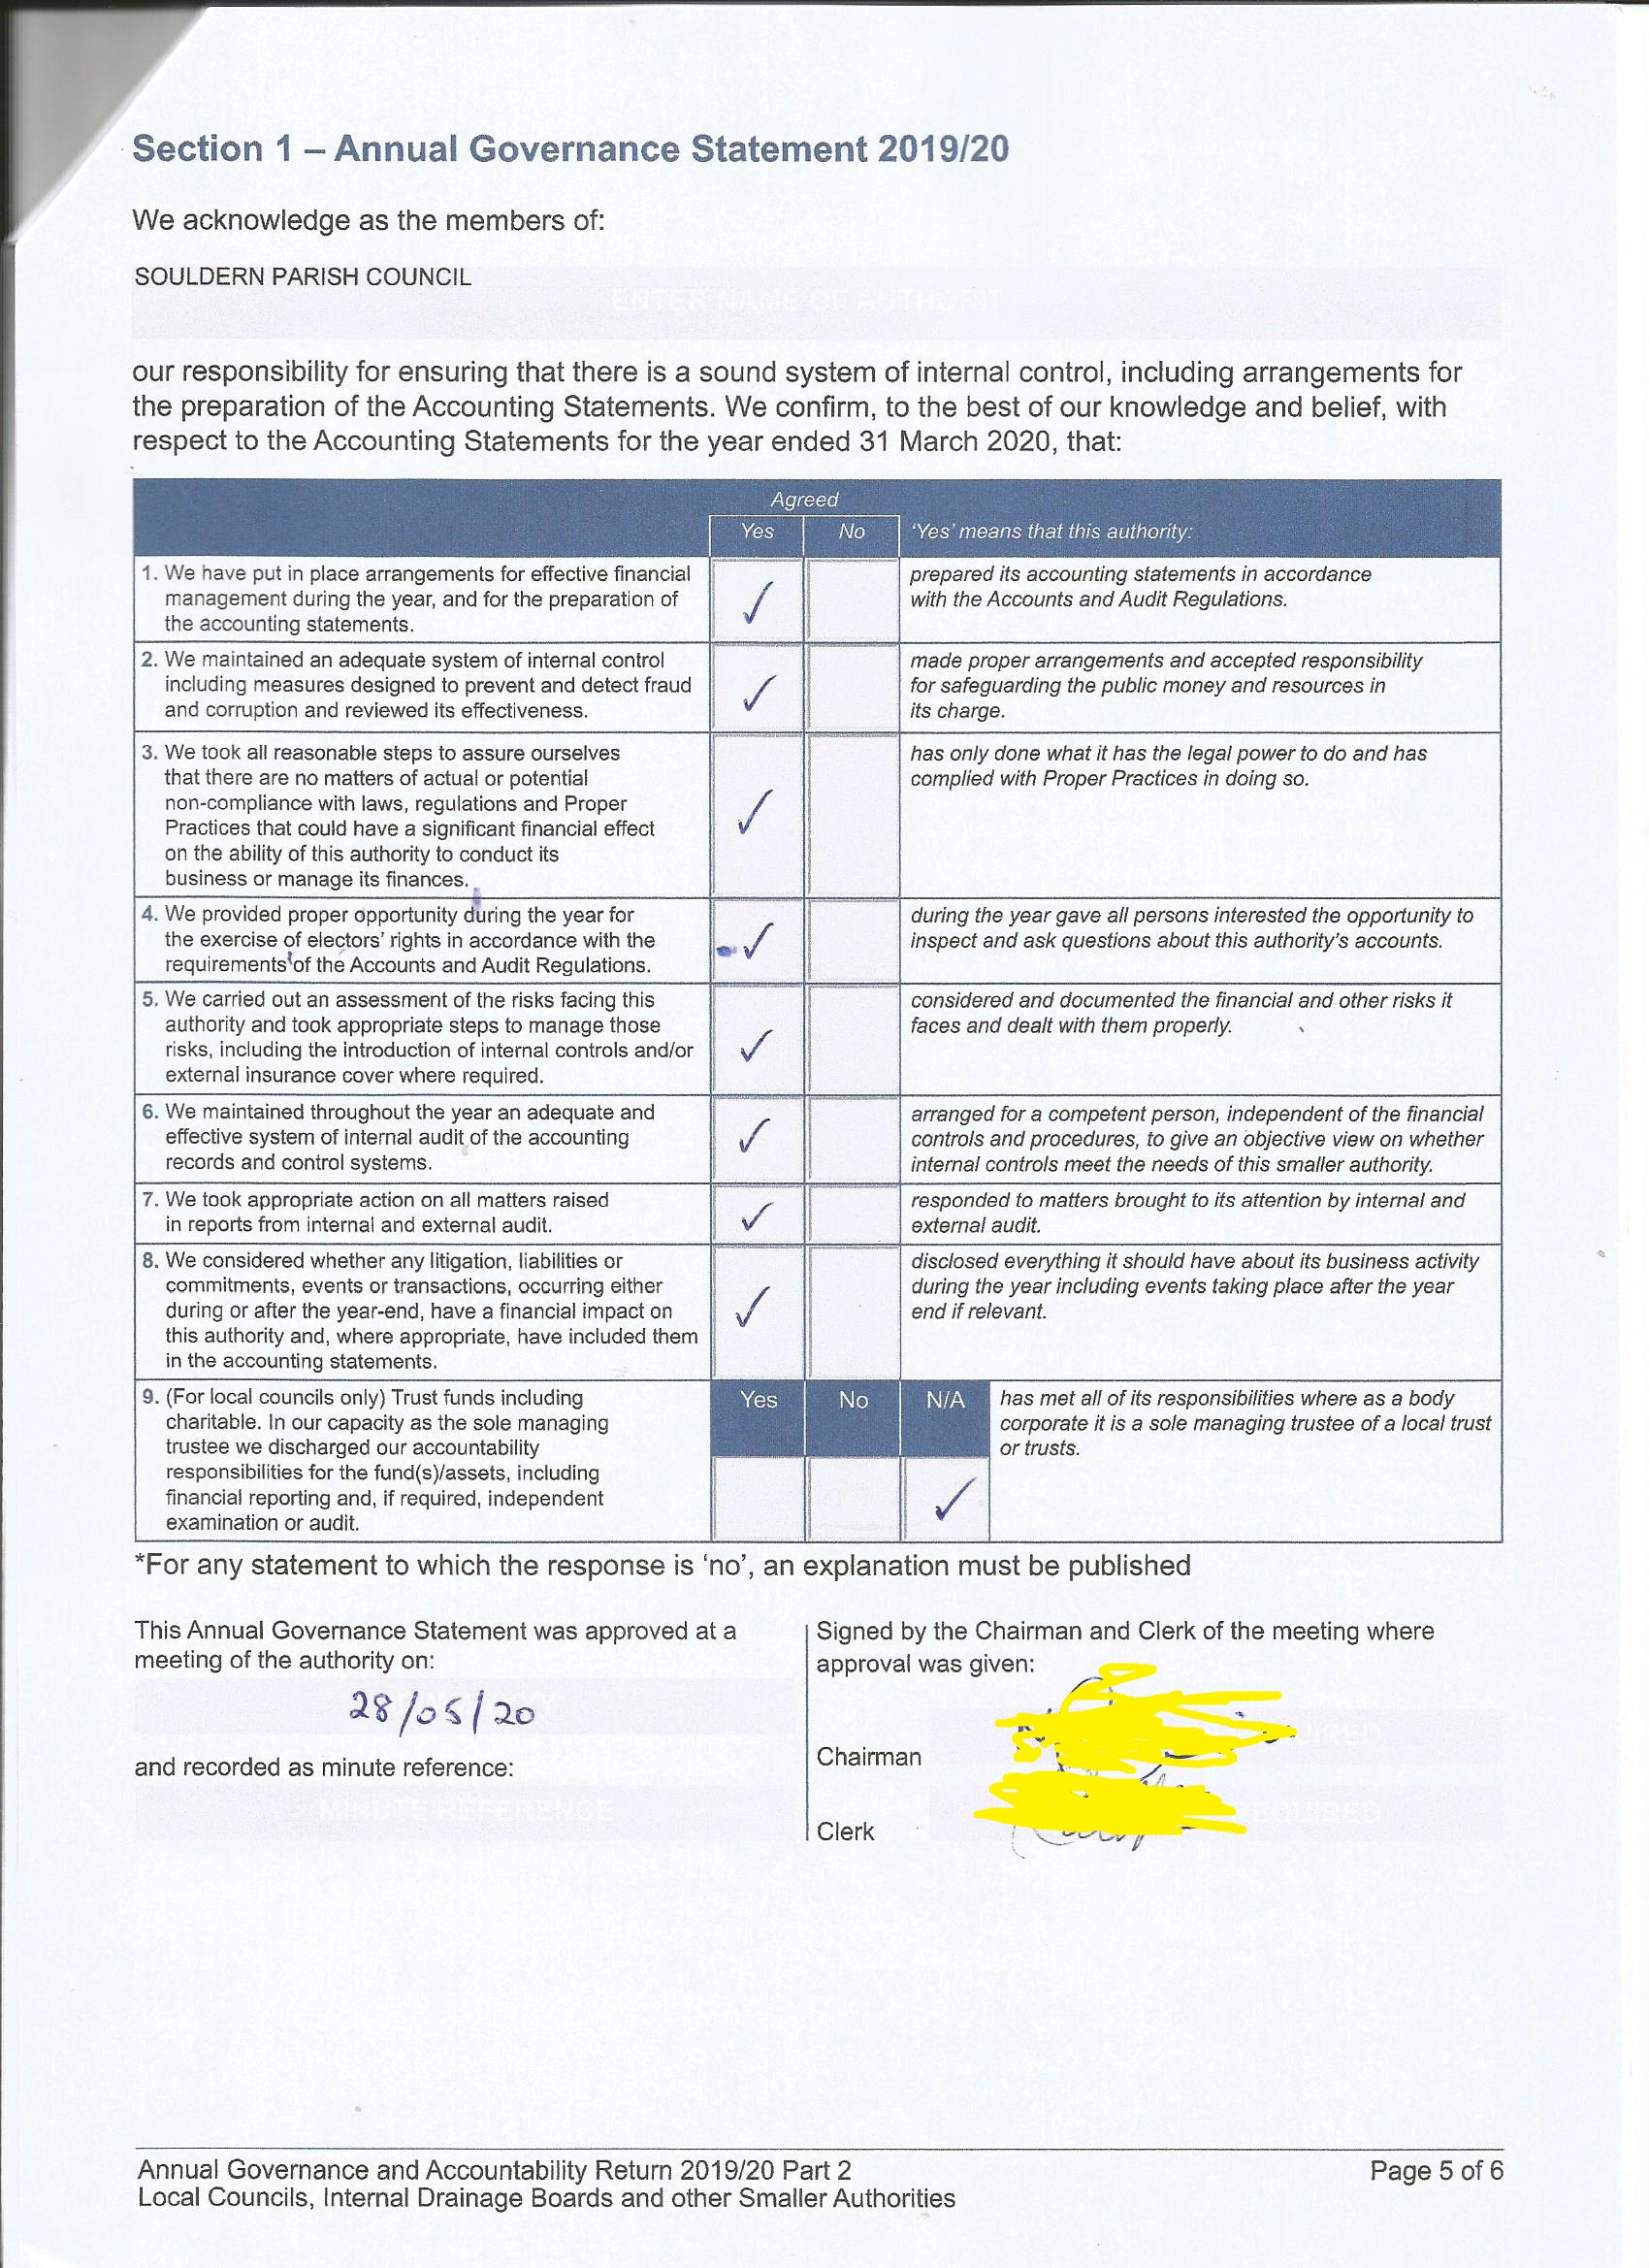 Section 1 – Annual Governance Statement 2019/20
We acknowledge as the members of:
SOULDERN PARISH COUNCIL
ENTER NAME OF AUTHORIT
our responsibility for ensuring that there is a sound system of internal control, including arrangements for
the preparation of the Accounting Statements. We confirm, to the best of our knowledge and belief, with
respect to the Accounting Statements for the year ended 31 March 2020, that:
Agreed
Yes No 'Yes' means that this authority:
1. We have put in place arrangements for effective financial
management during the year, and for the preparation of
the accounting statements.
✓
prepared its accounting statements in accordance
with the Accounts and Audit Regulations.
2. We maintained an adequate system of internal control
including measures designed to prevent and detect fraud
and corruption and reviewed its effectiveness.
✓
made proper arrangements and accepted responsibility
for safeguarding the public money and resources in
its charge.
3. We took all reasonable steps to assure ourselves
that there are no matters of actual or potential
non-compliance with laws, regulations and Proper
Practices that could have a significant financial effect
on the ability of this authority to conduct its
business or manage its finances.
✓
has only done what it has the legal power to do and has
complied with Proper Practices in doing so.
4. We provided proper opportunity during the year for
the exercise of electors' rights in accordance with the
requirements of the Accounts and Audit Regulations.
✓
during the year gave all persons interested the opportunity to
inspect and ask questions about this authority's accounts.
5. We carried out an assessment of the risks facing this
authority and took appropriate steps to manage those
risks, including the introduction of internal controls and/or
external insurance cover where required.
✓
considered and documented the financial and other risks it
faces and dealt with them properly.
6. We maintained throughout the year an adequate and
effective system of internal audit of the accounting
records and control systems.
✓
arranged for a competent person, independent of the financial
controls and procedures, to give an objective view on whether
internal controls meet the needs of this smaller authority.
7. We took appropriate action on all matters raised
in reports from internal and external audit.
✓
responded to matters brought to its attention by internal and
external audit.
8. We considered whether any litigation, liabilities or
commitments, events or transactions, occurring either
during or after the year-end, have a financial impact on
this authority and, where appropriate, have included them
in the accounting statements.
✓
disclosed everything it should have about its business activity
during the year including events taking place after the year
end if relevant.
9. (For local councils only) Trust funds including
charitable. In our capacity as the sole managing
trustee we discharged our accountability
responsibilities for the fund(s)/assets, including
financial reporting and, if required, independent
examination or audit.
Yes No N/A
✓
has met all of its responsibilities where as a body
corporate it is a sole managing trustee of a local trust
or trusts.
*For any statement to which the response is 'no', an explanation must be published
This Annual Governance Statement was approved at a
meeting of the authority on:
28/05/20
and recorded as minute reference:
MINUTE REFERENCE
Signed by the Chairman and Clerk of the meeting where
approval was given:
Chairman
Clerk
Annual Governance and Accountability Return 2019/20 Part 2
Local Councils, Internal Drainage Boards and other Smaller Authorities
Page 5 of 6